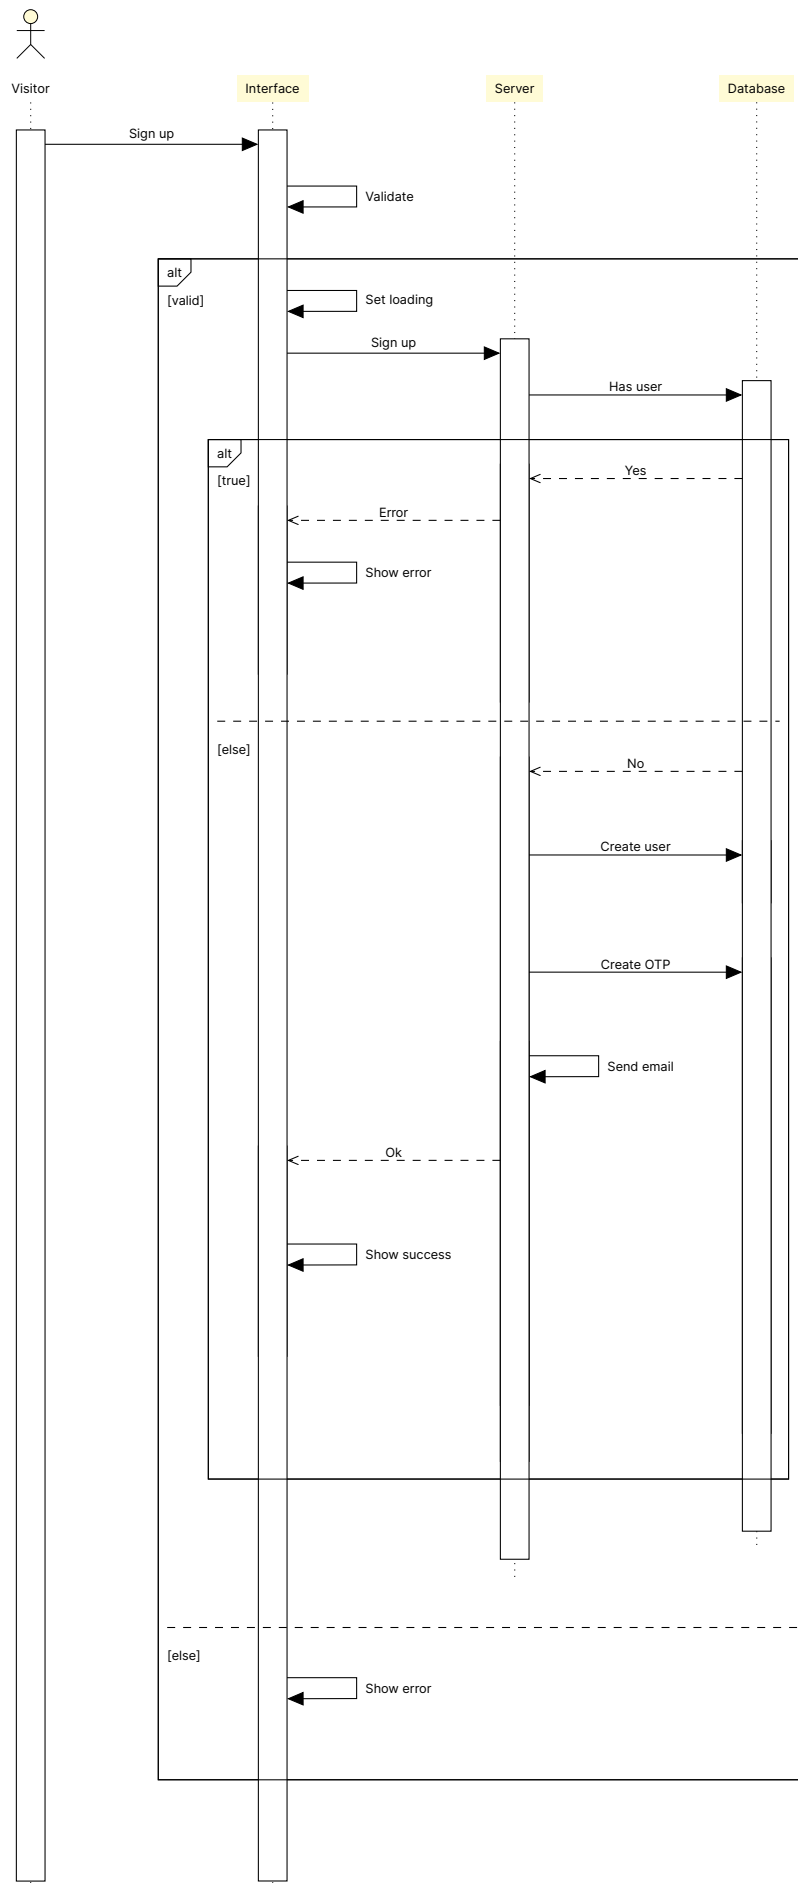 Visitor
Interface
Server
Database
Sign up
Validate
alt
[valid]
Set loading
Sign up
Has user
alt
[true]
Yes
Error
Show error
[else]
No
Create user
Create OTP
Send email
Ok
Show success
[else]
Show error